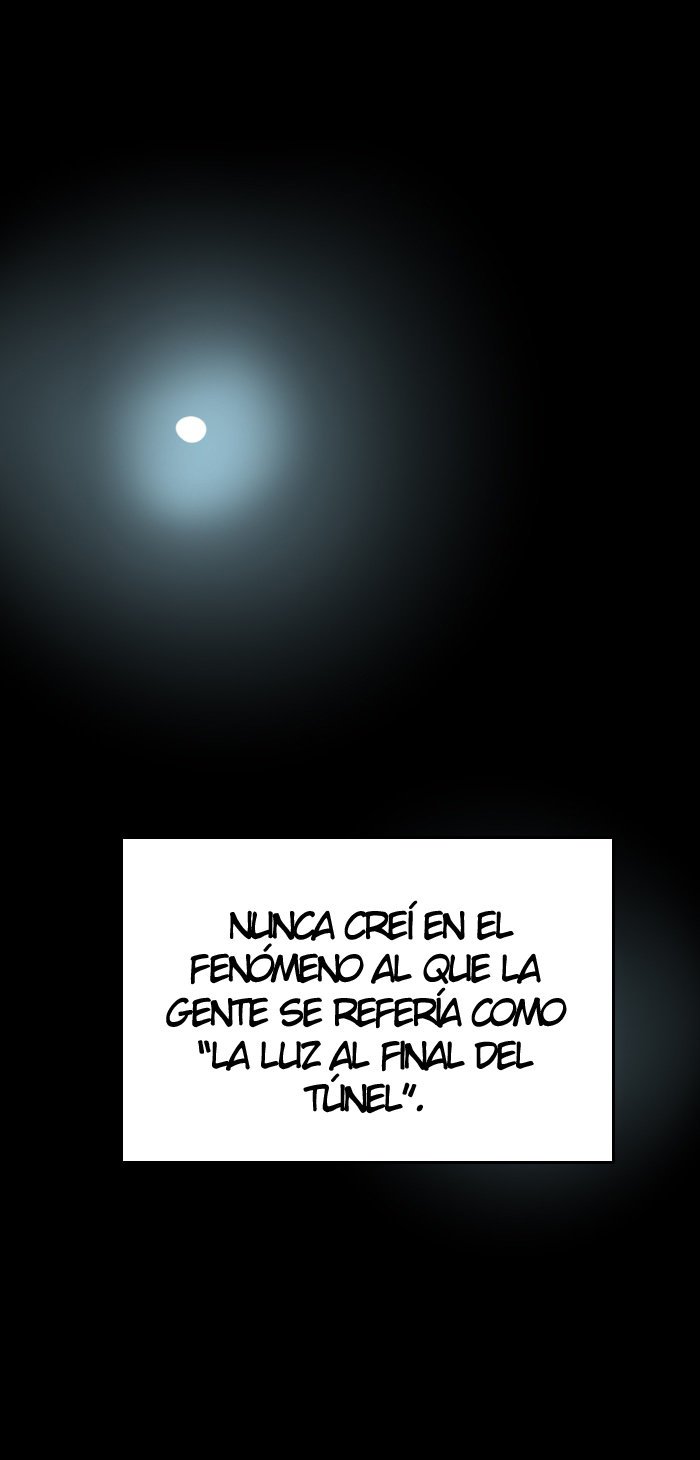 NUNCA CREÍ EN EL
FENÓMENO AL QUE LA
GENTE SE REFERÍA COMO
"LA LUZ AL FINAL DEL
TÚNEL".